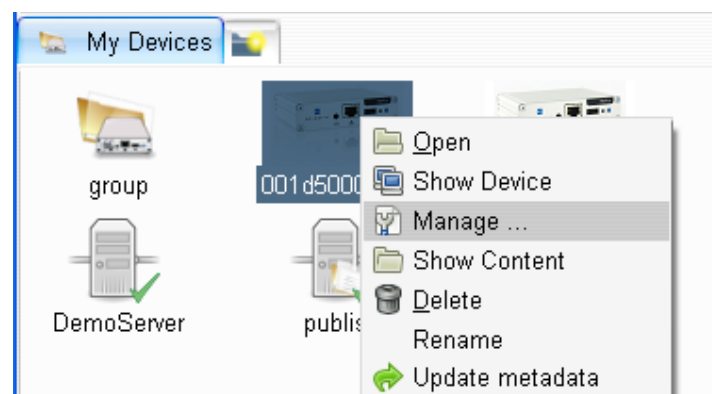 My Devices
group
001d5000
DemoServer
publis
Open
Show Device
Manage ...
Show Content
Delete
Rename
Update metadata